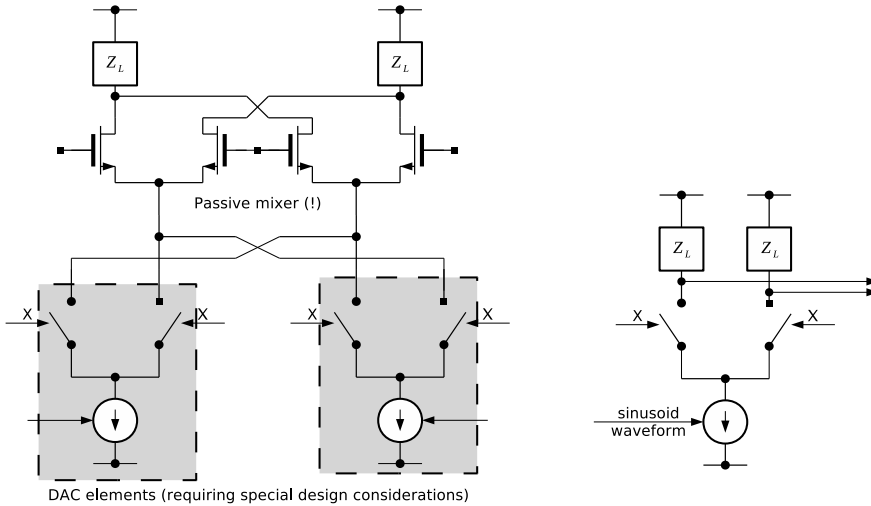 Z_L Z_L
Passive mixer (!)
Z_L Z_L
X X X X X X
sinusoid
waveform
DAC elements (requiring special design considerations)